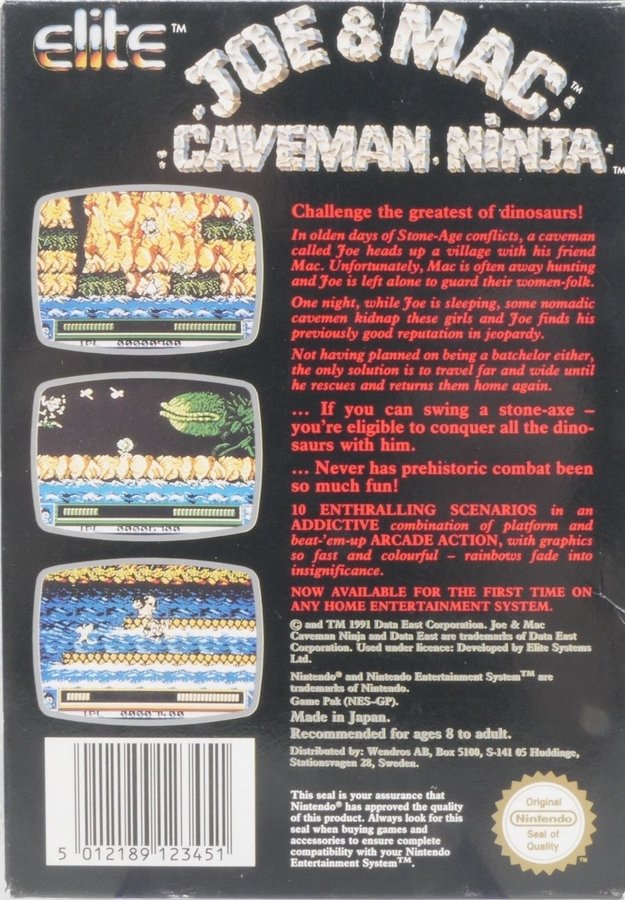 elite™
JOE & MAC™
CAVEMAN NINJA™
Challenge the greatest of dinosaurs!
In olden days of Stone-Age conflicts, a caveman
called Joe heads up a village with his friend
Mac. Unfortunately, Mac is often away hunting
and Joe is left alone to guard their women-folk.
One night, while Joe is sleeping, some nomadic
cavemen kidnap these girls and Joe finds his
previously good reputation in jeopardy.
Not having planned on being a batchelor either,
the only solution is to travel far and wide until
he rescues and returns them home again.
... If you can swing a stone-axe –
you're eligible to conquer all the dino-
saurs with him.
... Never has prehistoric combat been
so much fun!
10 ENTHRALLING SCENARIOS in an
ADDICTIVE combination of platform and
beat-'em-up ARCADE ACTION, with graphics
so fast and colourful – rainbows fade into
insignificance.
NOW AVAILABLE FOR THE FIRST TIME ON
ANY HOME ENTERTAINMENT SYSTEM.
© and TM 1991 Data East Corporation. Joe & Mac
Caveman Ninja and Data East are trademarks of Data East
Corporation. Used under licence: Developed by Elite Systems
Ltd.
Nintendo® and Nintendo Entertainment System™ are
trademarks of Nintendo.
Game Pak (NES-GP).
Made in Japan.
Recommended for ages 8 to adult.
Distributed by: Wendros AB, Box 5100, S-141 05 Huddinge,
Stationsvagen 28, Sweden.
This seal is your assurance that
Nintendo® has approved the quality
of this product. Always look for this
seal when buying games and
accessories to ensure complete
compatibility with your Nintendo
Entertainment System™.
Original
Nintendo
Seal of
Quality
™
5 012189 123451